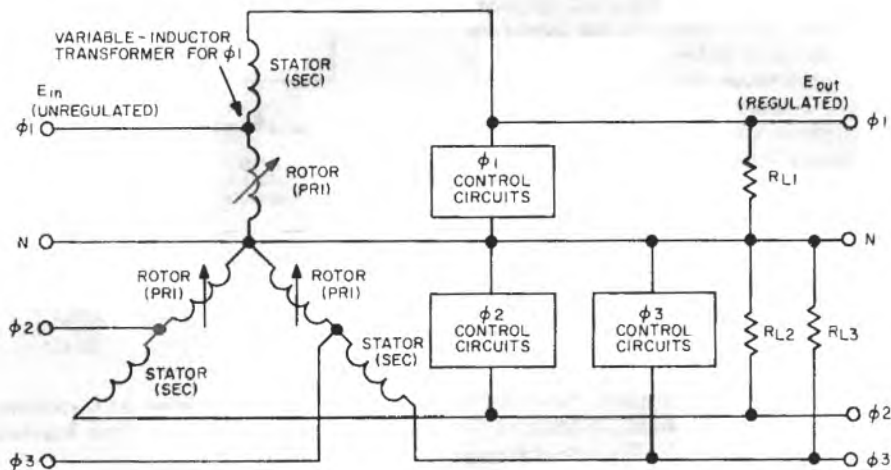 VARIABLE-INDUCTOR
TRANSFORMER FOR ϕ1
STATOR
(SEC)
Ein
(UNREGULATED)
Eout
(REGULATED)
ϕ1
ϕ1
ROTOR
(PRI)
ϕ1
CONTROL
CIRCUITS
RL1
N
N
ROTOR
(PRI)
ROTOR
(PRI)
ϕ2
STATOR
(SEC)
STATOR
(SEC)
ϕ2
CONTROL
CIRCUITS
ϕ3
CONTROL
CIRCUITS
RL2
RL3
ϕ2
ϕ3
ϕ3